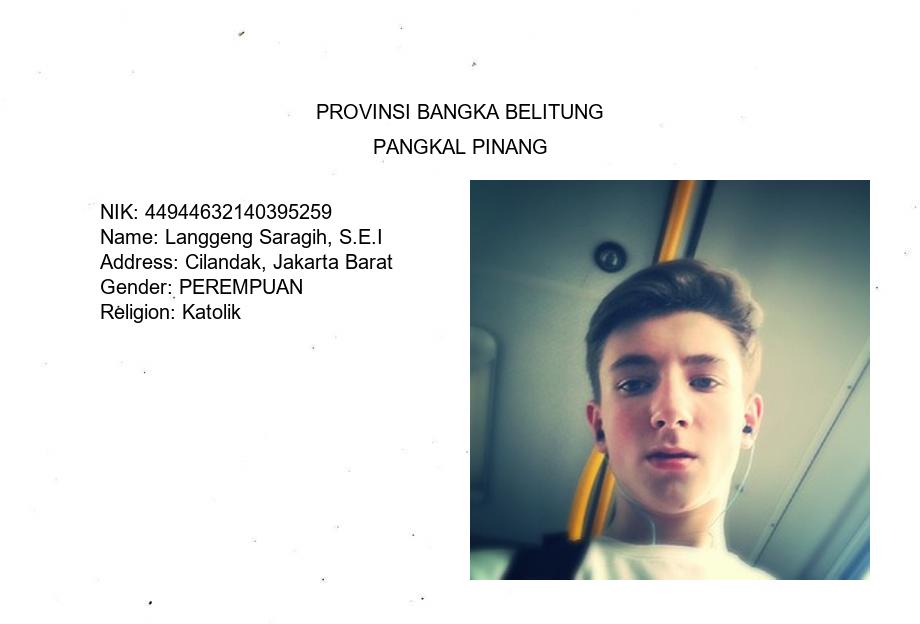 PROVINSI BANGKA BELITUNG
PANGKAL PINANG
NIK: 44944632140395259
Name: Langgeng Saragih, S.E.I
Address: Cilandak, Jakarta Barat
Gender: PEREMPUAN
Religion: Katolik